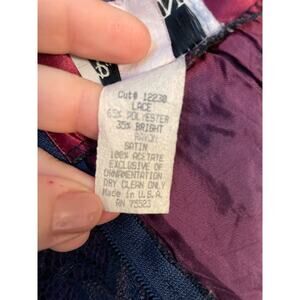 Cut# 12230
LACE
65% POLYESTER
35% BRIGHT
RAYON
SATIN
100% ACETATE
EXCLUSIVE OF
ORNAMENTATION
DRY CLEAN ONLY
Made in U.S.A.
RN 75523